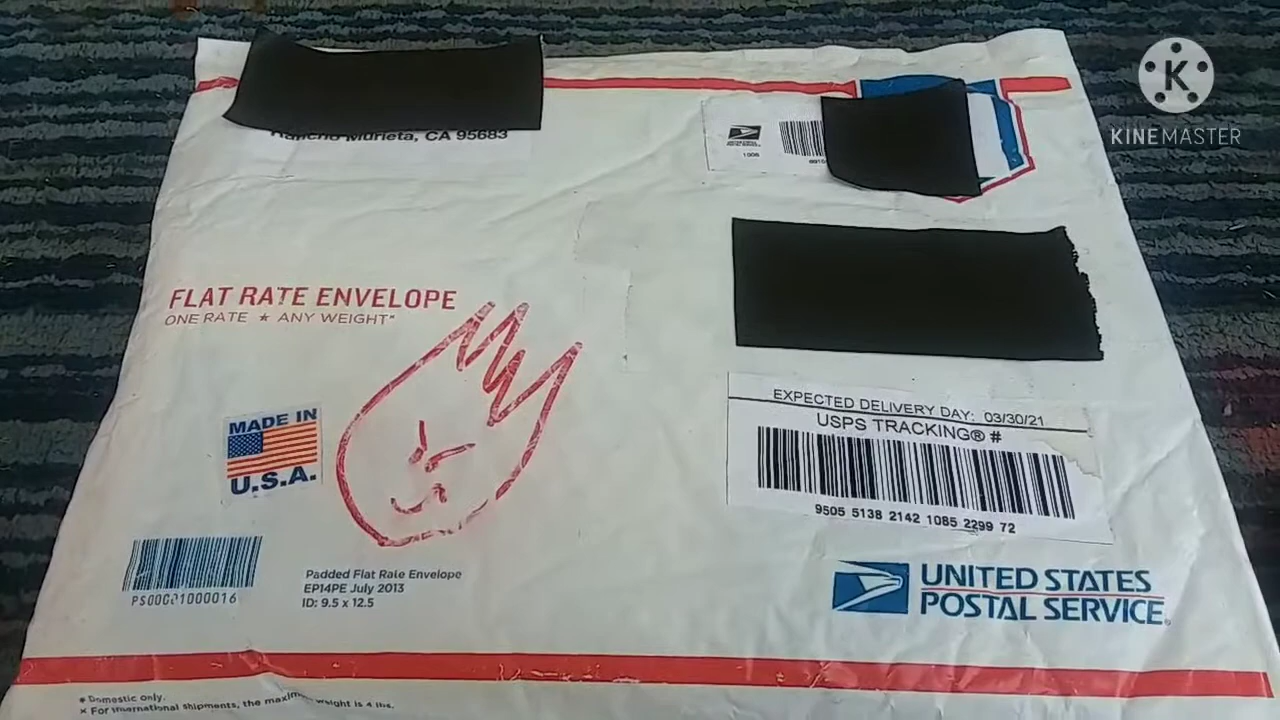 Rancho Murieta, CA 95683
1006
KINEMASTER
FLAT RATE ENVELOPE
ONE RATE ★ ANY WEIGHT*
EXPECTED DELIVERY DAY: 03/30/21
USPS TRACKING® #
9505 5138 2142 1085 2299 72
MADE IN
U.S.A.
PS00001000016
Padded Flat Rate Envelope
EP14PE July 2013
ID: 9.5 x 12.5
UNITED STATES
POSTAL SERVICE®
* Domestic only.
× For international shipments, the maximum weight is 4 lbs.